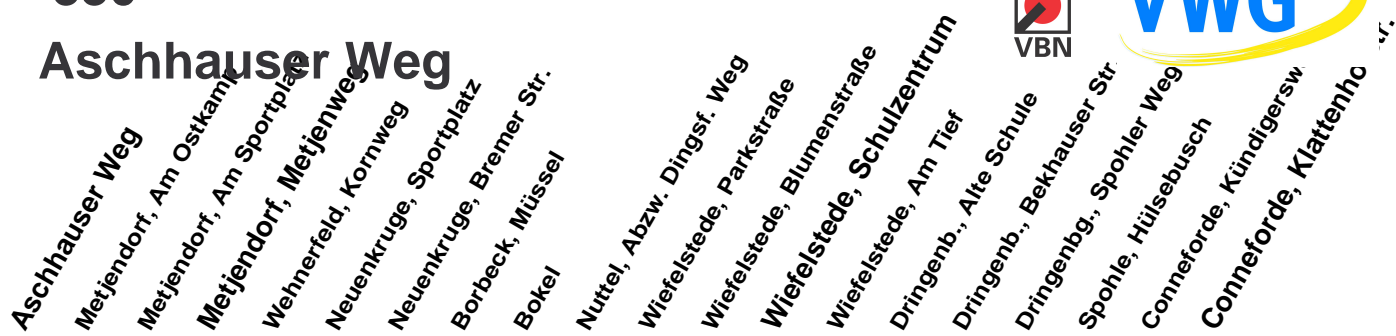 Aschhauser Weg
VBN
VWG
Aschhauser Weg
Metjendorf, Am Ostkamp
Metjendorf, Am Sportplatz
Metjendorf, Metjenweg
Wehnerfeld, Kornweg
Neuenkruge, Sportplatz
Neuenkruge, Bremer Str.
Borbeck, Müssel
Bokel
Nuttel, Abzw. Dingsf. Weg
Wiefelstede, Parkstraße
Wiefelstede, Blumenstraße
Wiefelstede, Schulzentrum
Wiefelstede, Am Tief
Dringenb., Alte Schule
Dringenb., Bekhauser Str.
Dringenbg., Spohler Weg
Spohle, Hülsebusch
Conneforde, Kündigersw
Conneforde, Klattenho